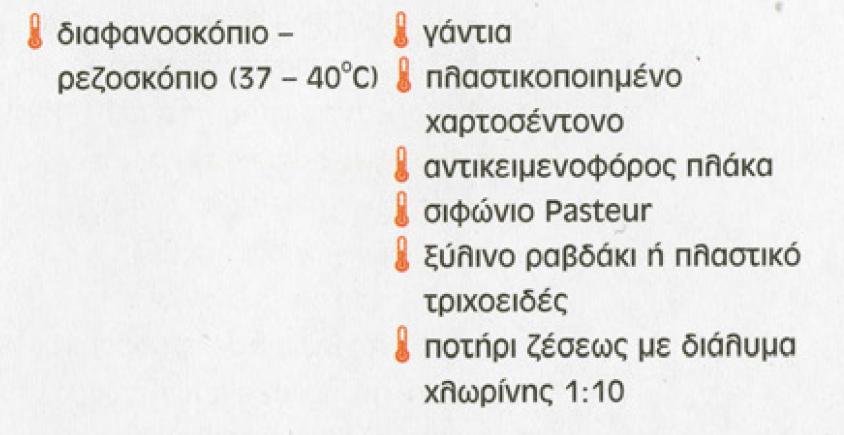 διαφανοσκόπιο –
ρεζοσκόπιο (37 – 40°C)
γάντια
πλαστικοποιημένο
χαρτοσέντονο
αντικειμενοφόρος πλάκα
σιφώνιο Pasteur
ξύλινο ραβδάκι ή πλαστικό
τριχοειδές
ποτήρι ζέσεως με διάλυμα
χλωρίνης 1:10